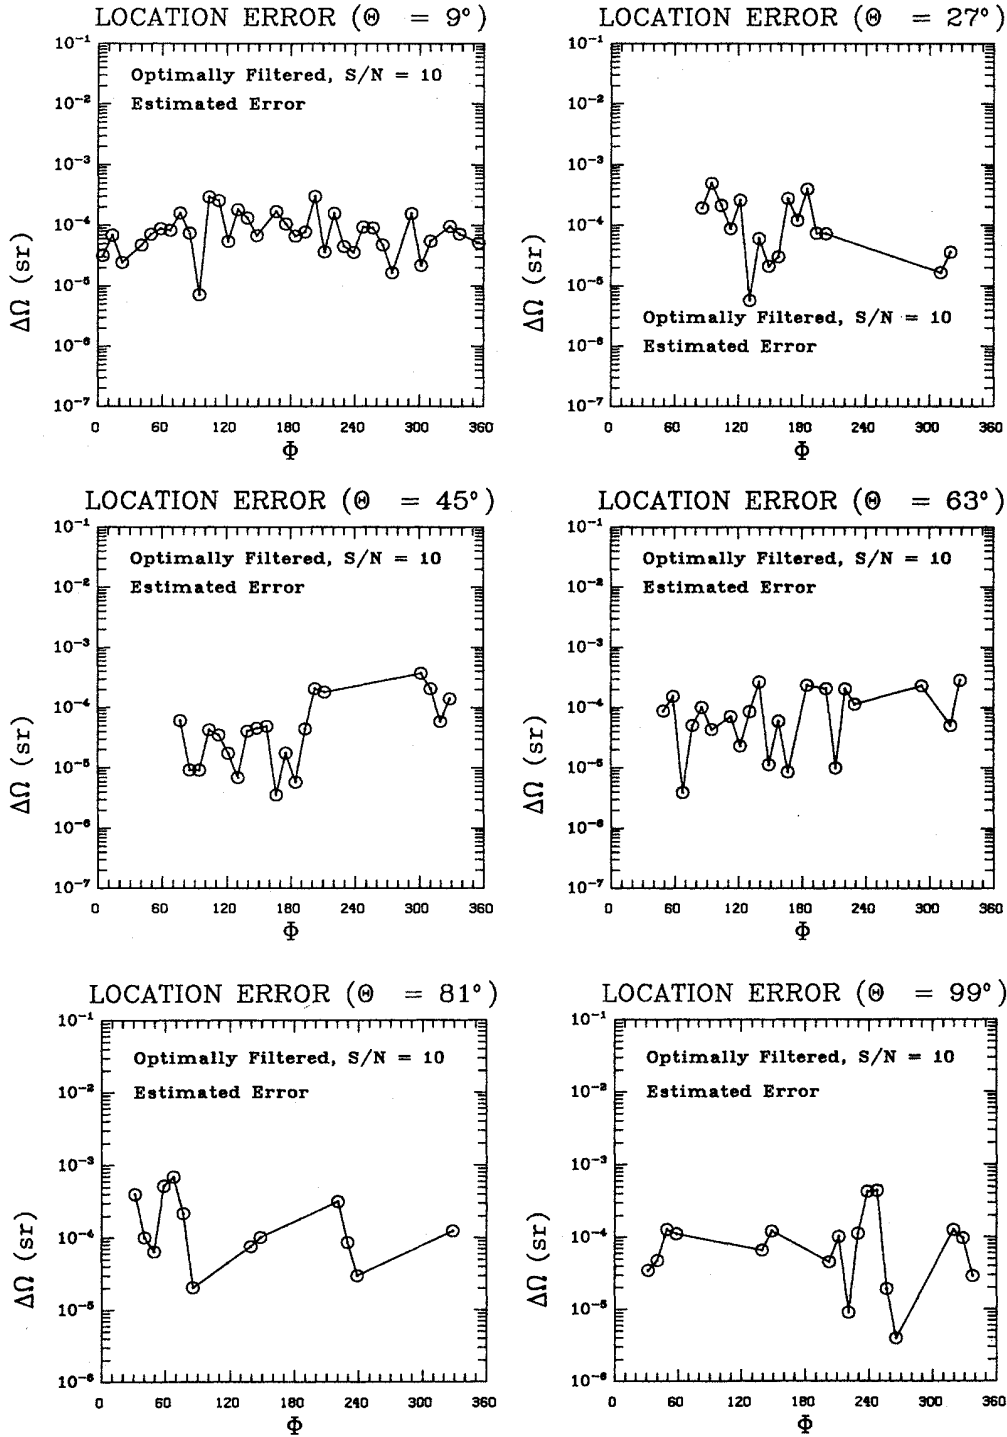 LOCATION ERROR (Θ = 9°)
10⁻¹
10⁻²
10⁻³
10⁻⁴
10⁻⁵
10⁻⁶
10⁻⁷
ΔΩ (sr)
Optimally Filtered, S/N = 10
Estimated Error
0 60 120 180 240 300 360
Φ
LOCATION ERROR (Θ = 27°)
10⁻¹
10⁻²
10⁻³
10⁻⁴
10⁻⁵
10⁻⁶
10⁻⁷
ΔΩ (sr)
Optimally Filtered, S/N = 10
Estimated Error
0 60 120 180 240 300 360
Φ
LOCATION ERROR (Θ = 45°)
10⁻¹
10⁻²
10⁻³
10⁻⁴
10⁻⁵
10⁻⁶
10⁻⁷
ΔΩ (sr)
Optimally Filtered, S/N = 10
Estimated Error
0 60 120 180 240 300 360
Φ
LOCATION ERROR (Θ = 63°)
10⁻¹
10⁻²
10⁻³
10⁻⁴
10⁻⁵
10⁻⁶
10⁻⁷
ΔΩ (sr)
Optimally Filtered, S/N = 10
Estimated Error
0 60 120 180 240 300 360
Φ
LOCATION ERROR (Θ = 81°)
10⁻¹
10⁻²
10⁻³
10⁻⁴
10⁻⁵
10⁻⁶
ΔΩ (sr)
Optimally Filtered, S/N = 10
Estimated Error
0 60 120 180 240 300 360
Φ
LOCATION ERROR (Θ = 99°)
10⁻¹
10⁻²
10⁻³
10⁻⁴
10⁻⁵
10⁻⁶
ΔΩ (sr)
Optimally Filtered, S/N = 10
Estimated Error
0 60 120 180 240 300 360
Φ